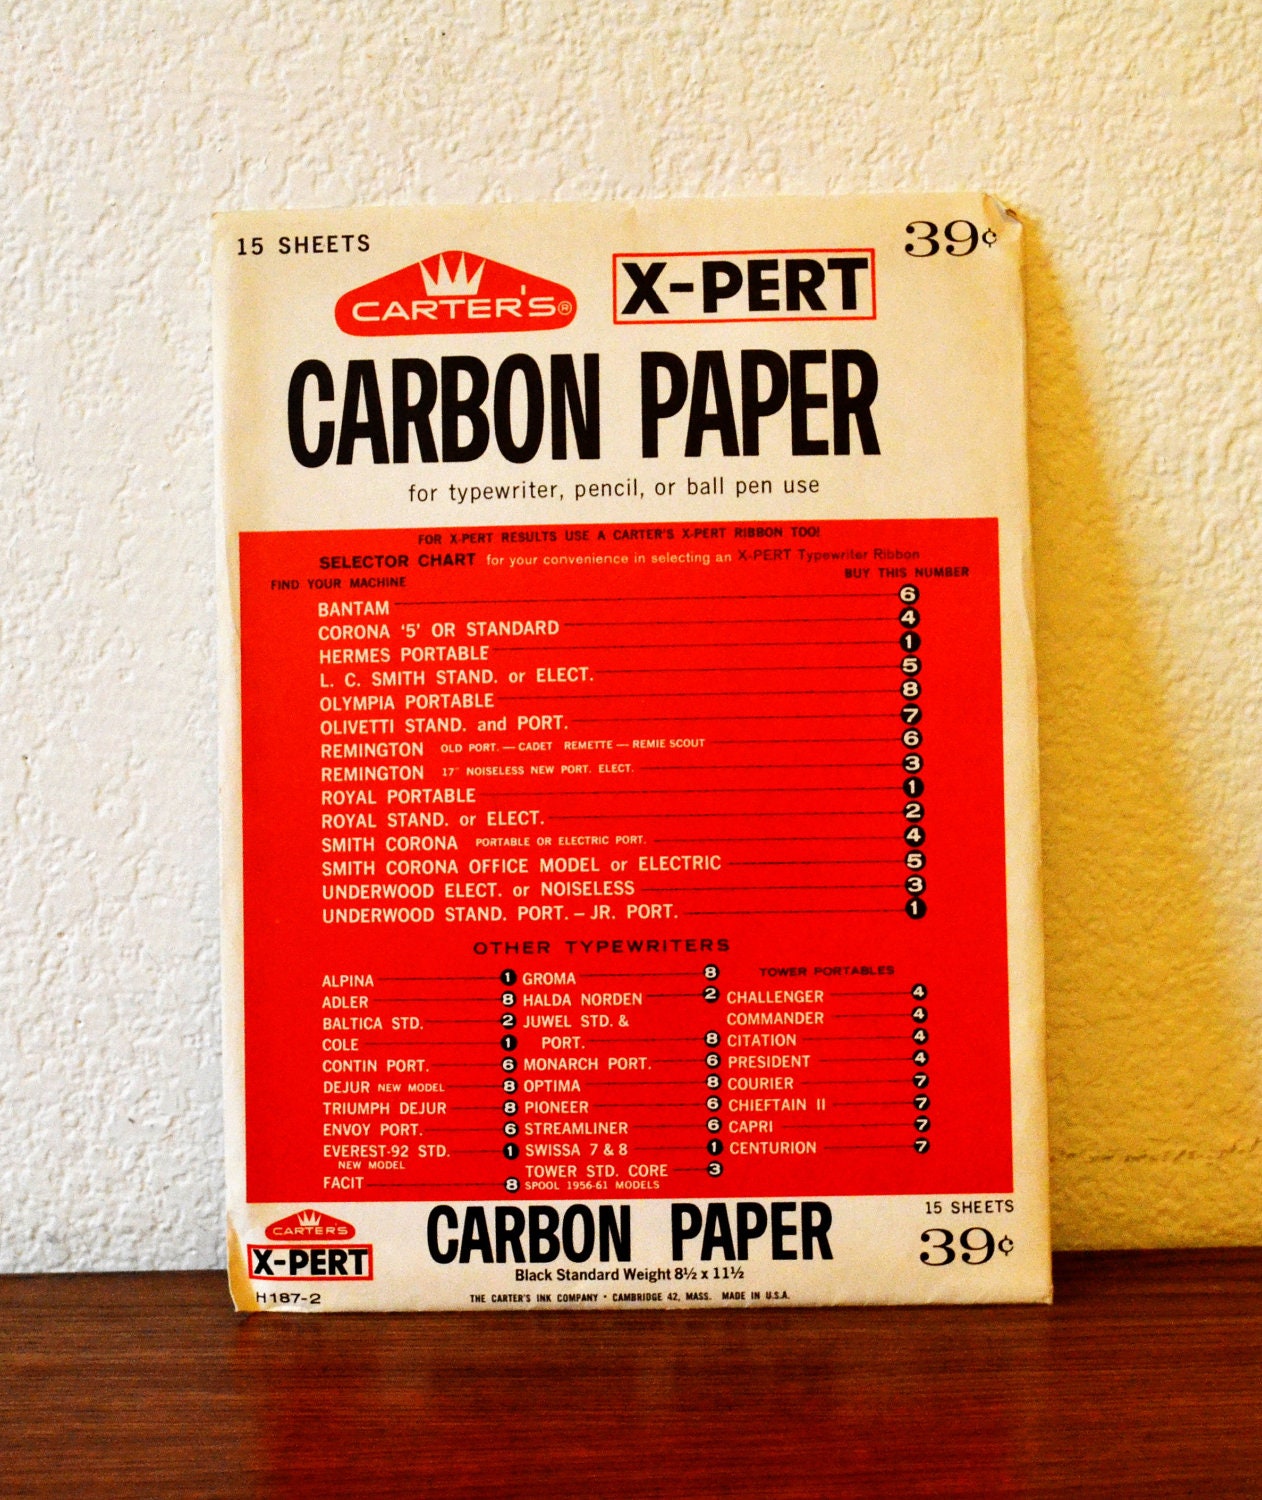 15 SHEETS
39¢
CARTER'S®
X-PERT
CARBON PAPER
for typewriter, pencil, or ball pen use
FOR X-PERT RESULTS USE A CARTER'S X-PERT RIBBON TOO!
SELECTOR CHART for your convenience in selecting an X-PERT Typewriter Ribbon
FIND YOUR MACHINE BUY THIS NUMBER
BANTAM 6
CORONA '5' OR STANDARD 4
HERMES PORTABLE 1
L. C. SMITH STAND. or ELECT. 5
OLYMPIA PORTABLE 8
OLIVETTI STAND. and PORT. 7
REMINGTON OLD PORT. — CADET REMETTE — REMIE SCOUT 6
REMINGTON 17" NOISELESS NEW PORT. ELECT. 3
ROYAL PORTABLE 1
ROYAL STAND. or ELECT. 2
SMITH CORONA PORTABLE OR ELECTRIC PORT. 4
SMITH CORONA OFFICE MODEL or ELECTRIC 5
UNDERWOOD ELECT. or NOISELESS 3
UNDERWOOD STAND. PORT. – JR. PORT. 1
OTHER TYPEWRITERS
ALPINA 1
ADLER 8
BALTICA STD. 2
COLE 1
CONTIN PORT. 6
DEJUR NEW MODEL 8
TRIUMPH DEJUR 8
ENVOY PORT. 6
EVEREST-92 STD. 1
NEW MODEL
FACIT 8
GROMA 8
HALDA NORDEN 2
JUWEL STD. &
PORT. 8
MONARCH PORT. 6
OPTIMA 8
PIONEER 6
STREAMLINER 6
SWISSA 7 & 8 1
TOWER STD. CORE 3
SPOOL 1956-61 MODELS
TOWER PORTABLES
CHALLENGER 4
COMMANDER 4
CITATION 4
PRESIDENT 4
COURIER 7
CHIEFTAIN II 7
CAPRI 7
CENTURION 7
CARTER'S
X-PERT
H187-2
CARBON PAPER
Black Standard Weight 8½ x 11½
THE CARTER'S INK COMPANY • CAMBRIDGE 42, MASS. MADE IN U.S.A.
15 SHEETS
39¢